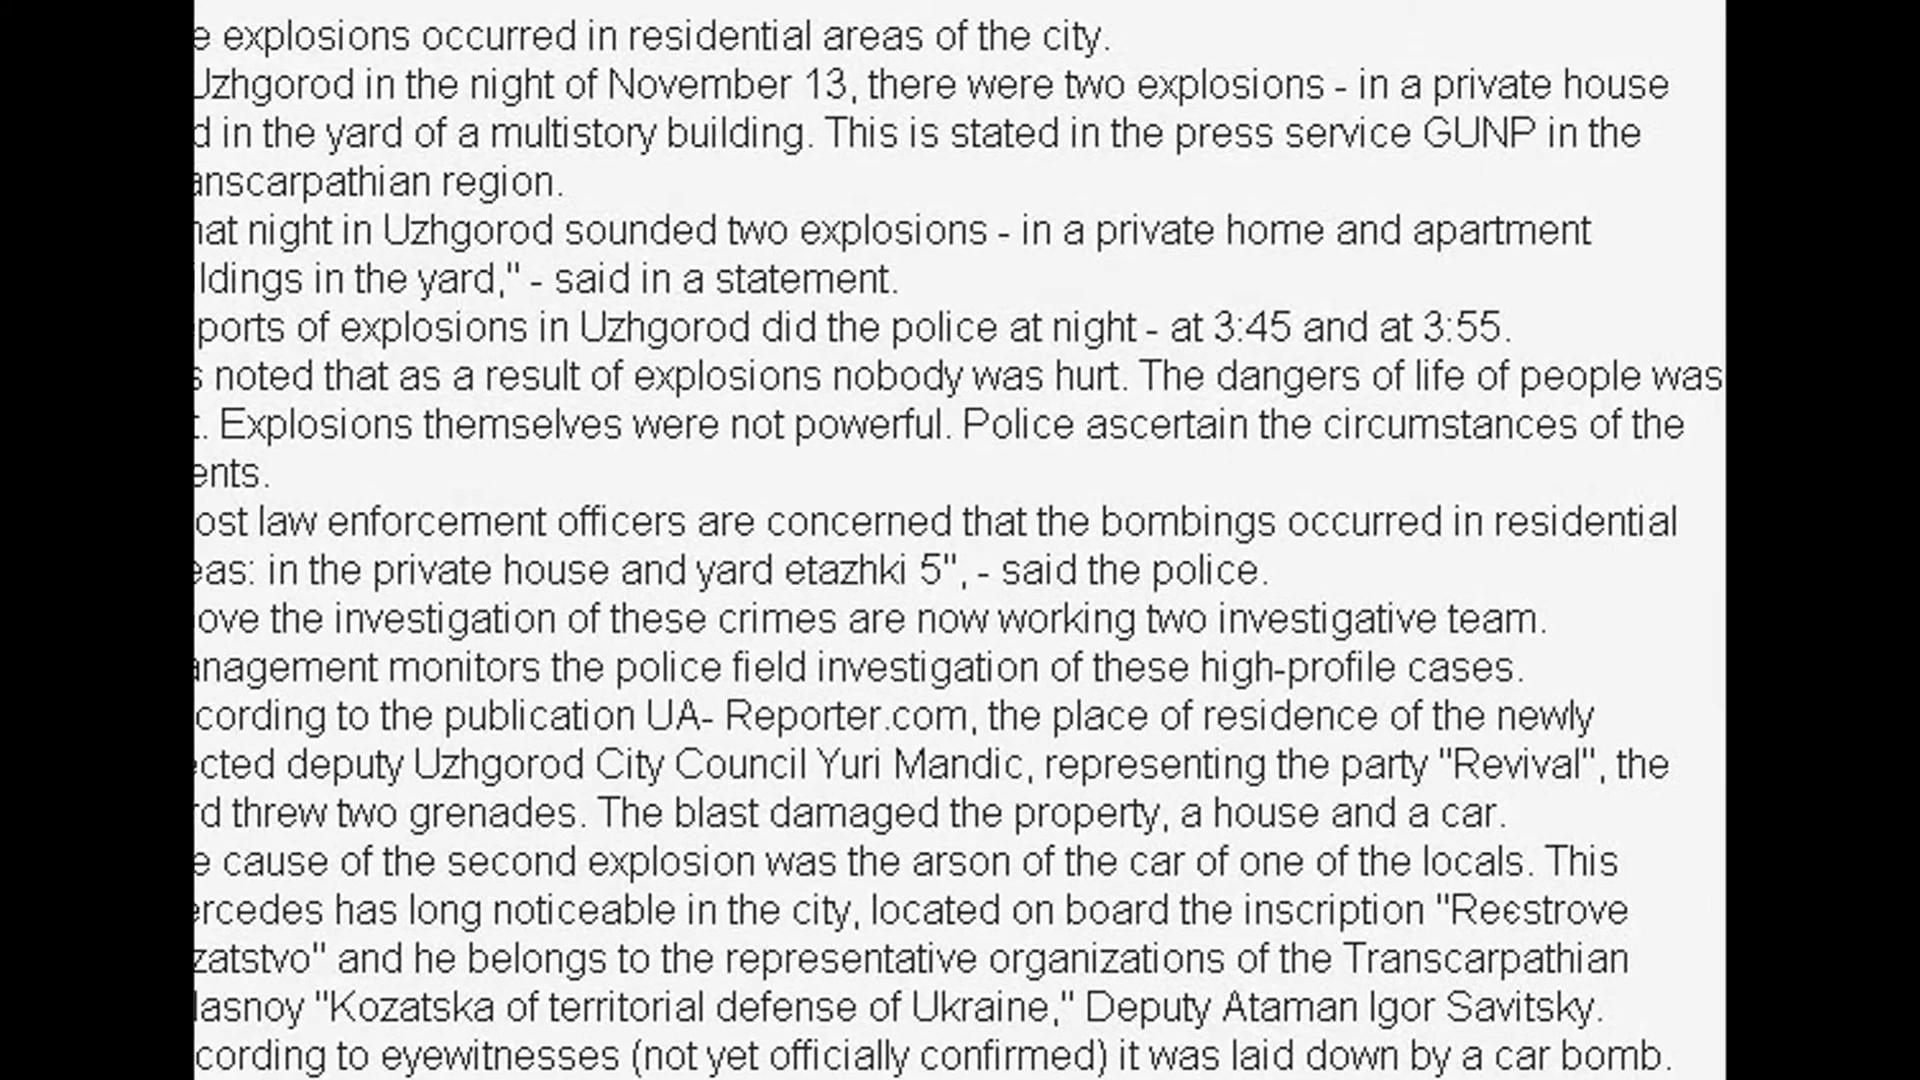 e explosions occurred in residential areas of the city.
Uzhgorod in the night of November 13, there were two explosions - in a private house
d in the yard of a multistory building. This is stated in the press service GUNP in the
anscarpathian region.
hat night in Uzhgorod sounded two explosions - in a private home and apartment
ldings in the yard," - said in a statement.
ports of explosions in Uzhgorod did the police at night - at 3:45 and at 3:55.
s noted that as a result of explosions nobody was hurt. The dangers of life of people was
t. Explosions themselves were not powerful. Police ascertain the circumstances of the
ents.
ost law enforcement officers are concerned that the bombings occurred in residential
eas: in the private house and yard etazhki 5", - said the police.
ove the investigation of these crimes are now working two investigative team.
anagement monitors the police field investigation of these high-profile cases.
cording to the publication UA- Reporter.com, the place of residence of the newly
ected deputy Uzhgorod City Council Yuri Mandic, representing the party "Revival", the
rd threw two grenades. The blast damaged the property, a house and a car.
e cause of the second explosion was the arson of the car of one of the locals. This
ercedes has long noticeable in the city, located on board the inscription "Reєstrove
zatstvo" and he belongs to the representative organizations of the Transcarpathian
lasnoy "Kozatska of territorial defense of Ukraine," Deputy Ataman Igor Savitsky.
cording to eyewitnesses (not yet officially confirmed) it was laid down by a car bomb.